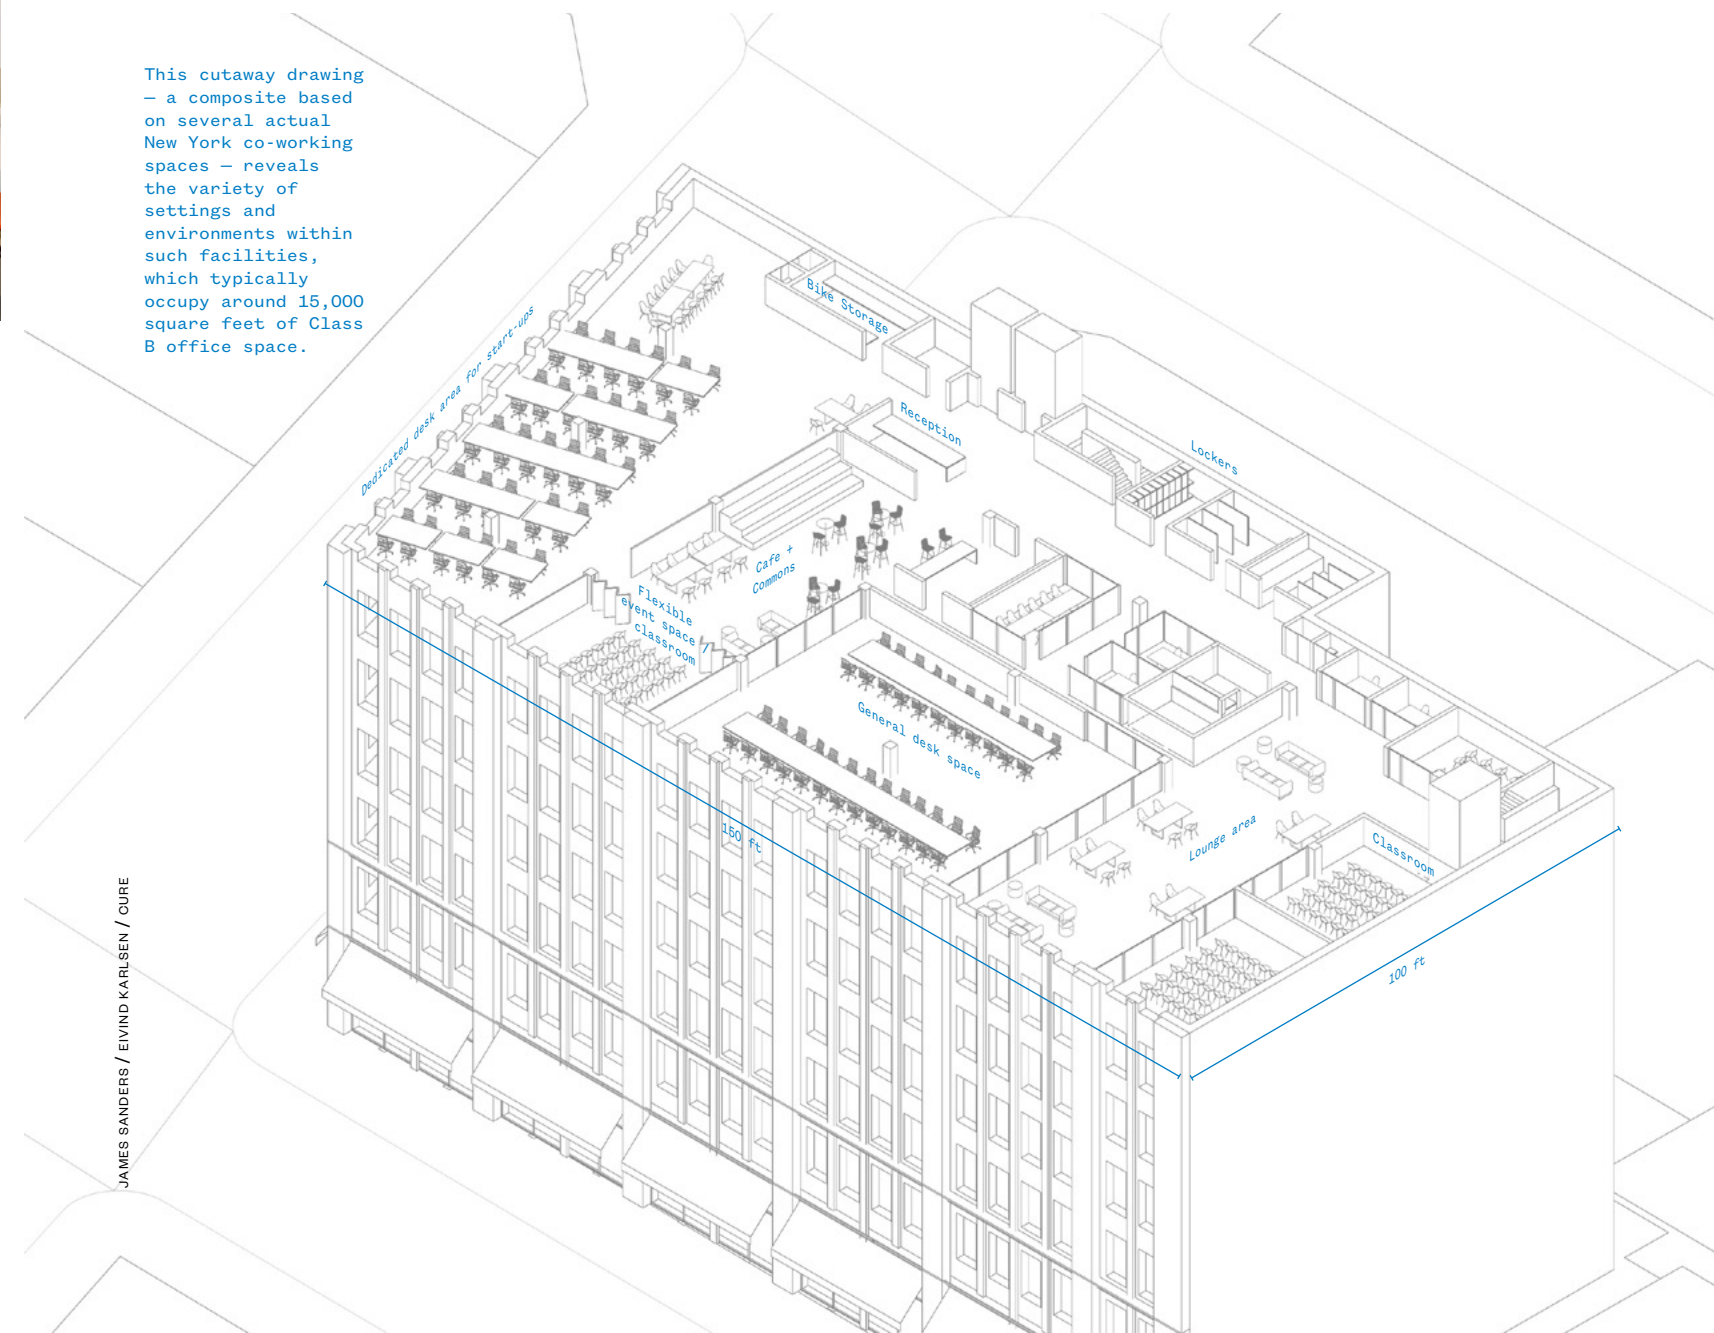 This cutaway drawing
— a composite based
on several actual
New York co-working
spaces — reveals
the variety of
settings and
environments within
such facilities,
which typically
occupy around 15,000
square feet of Class
B office space.
Bike Storage
Dedicated desk area for start-ups
Reception
Lockers
Cafe +
Commons
Flexible
event space /
classroom
General desk space
150 ft
Lounge area
Classroom
100 ft
JAMES SANDERS / EIVIND KARLSEN / CURE